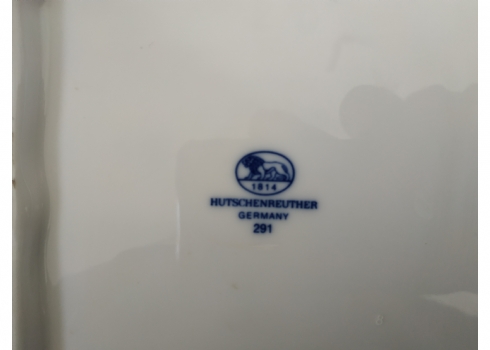 1814
HUTSCHENREUTHER
GERMANY
291